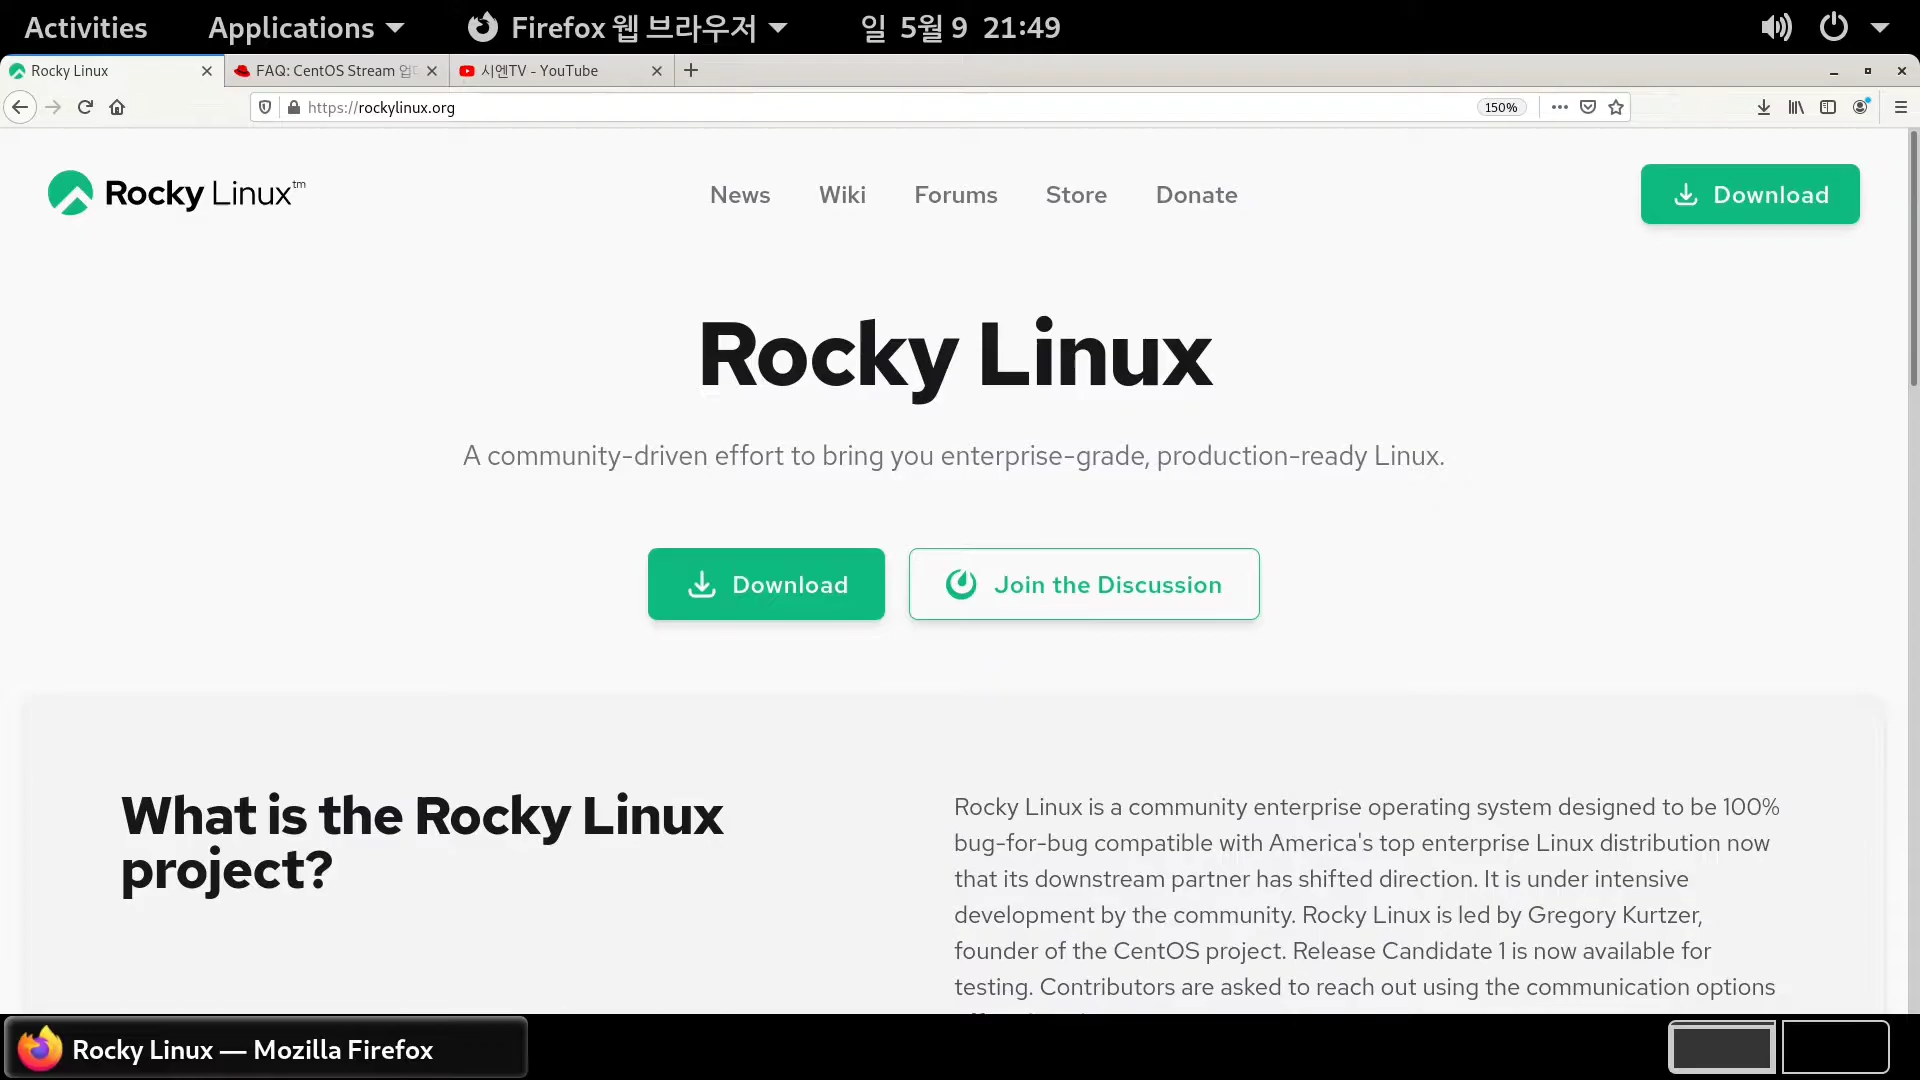 Activities Applications Firefox 웹 브라우저 일 5월 9 21:49
Rocky Linux FAQ: CentOS Stream 업 시엔TV - YouTube
https://rockylinux.org 150%
Rocky Linux™ News Wiki Forums Store Donate Download
Rocky Linux
A community-driven effort to bring you enterprise-grade, production-ready Linux.
Download Join the Discussion
What is the Rocky Linux
project?
Rocky Linux is a community enterprise operating system designed to be 100%
bug-for-bug compatible with America's top enterprise Linux distribution now
that its downstream partner has shifted direction. It is under intensive
development by the community. Rocky Linux is led by Gregory Kurtzer,
founder of the CentOS project. Release Candidate 1 is now available for
testing. Contributors are asked to reach out using the communication options
Rocky Linux — Mozilla Firefox